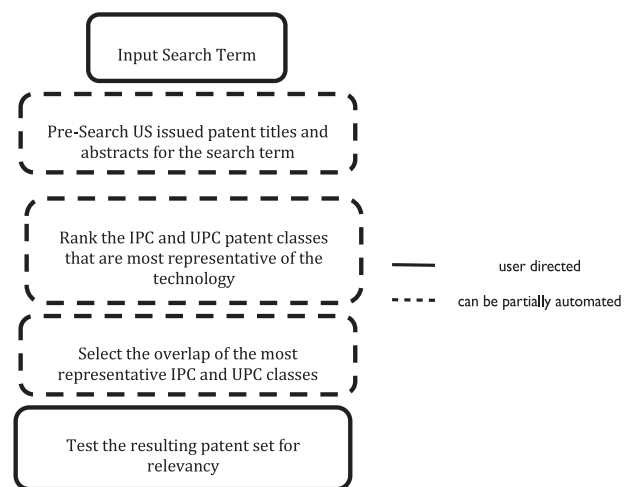 Input Search Term
Pre-Search US issued patent titles and
abstracts for the search term
Rank the IPC and UPC patent classes
that are most representative of the
technology
user directed
can be partially automated
Select the overlap of the most
representative IPC and UPC classes
Test the resulting patent set for
relevancy